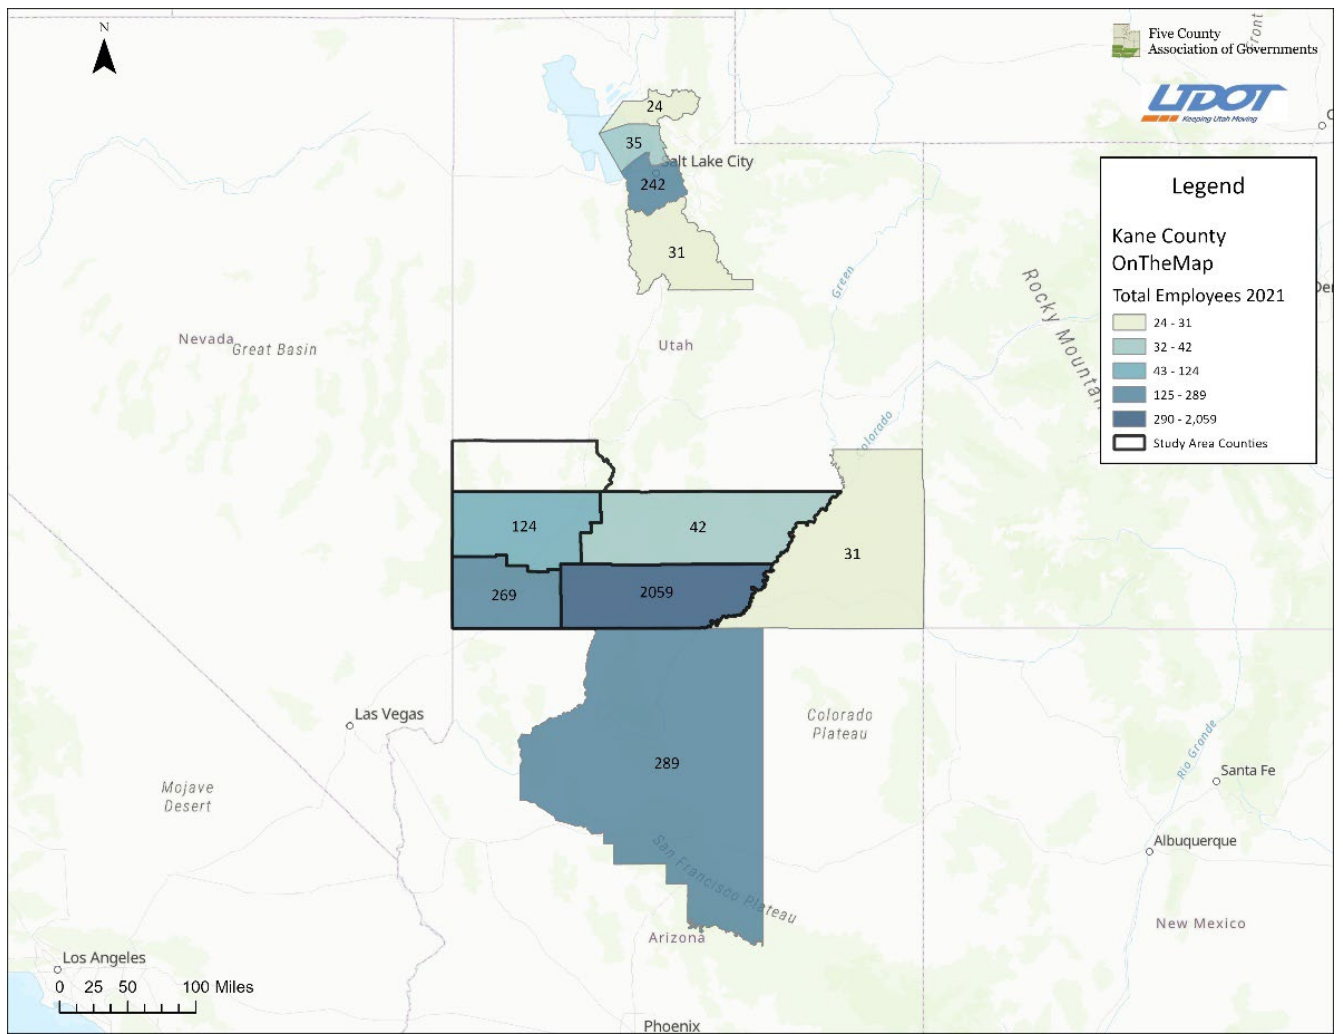 N
Five County
Association of Governments
Front
UDOT
Keeping Utah Moving
24
35
Salt Lake City
242
31
Legend
Kane County
OnTheMap
Total Employees 2021
24 - 31
32 - 42
43 - 124
125 - 289
290 - 2,059
Study Area Counties
Green
Rocky Mountain
Nevada
Great Basin
Utah
Colorado
124
42
31
269
2059
Las Vegas
Colorado
Plateau
289
Mojave
Desert
Rio Grande
Santa Fe
Albuquerque
San Francisco Plateau
New Mexico
Arizona
Los Angeles
0 25 50 100 Miles
Phoenix